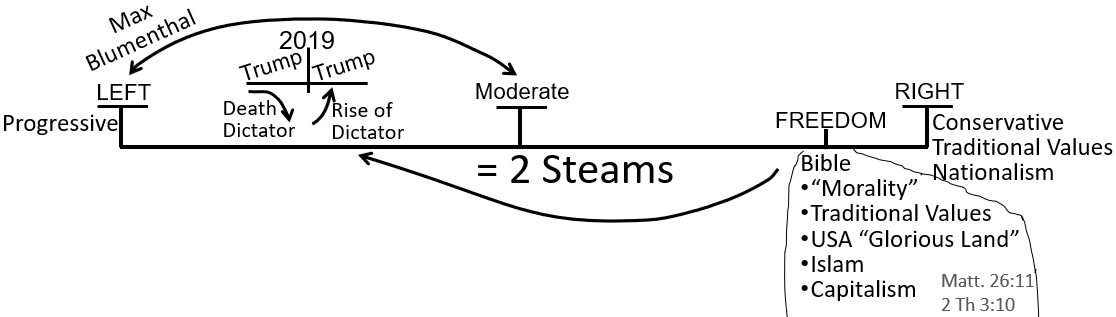 Max
Blumenthal
2019
Trump Trump
LEFT
Progressive
Death
Dictator
Rise of
Dictator
Moderate
= 2 Steams
FREEDOM
RIGHT
Conservative
Traditional Values
Nationalism
Bible
•“Morality”
•Traditional Values
•USA “Glorious Land”
•Islam
•Capitalism
Matt. 26:11
2 Th 3:10